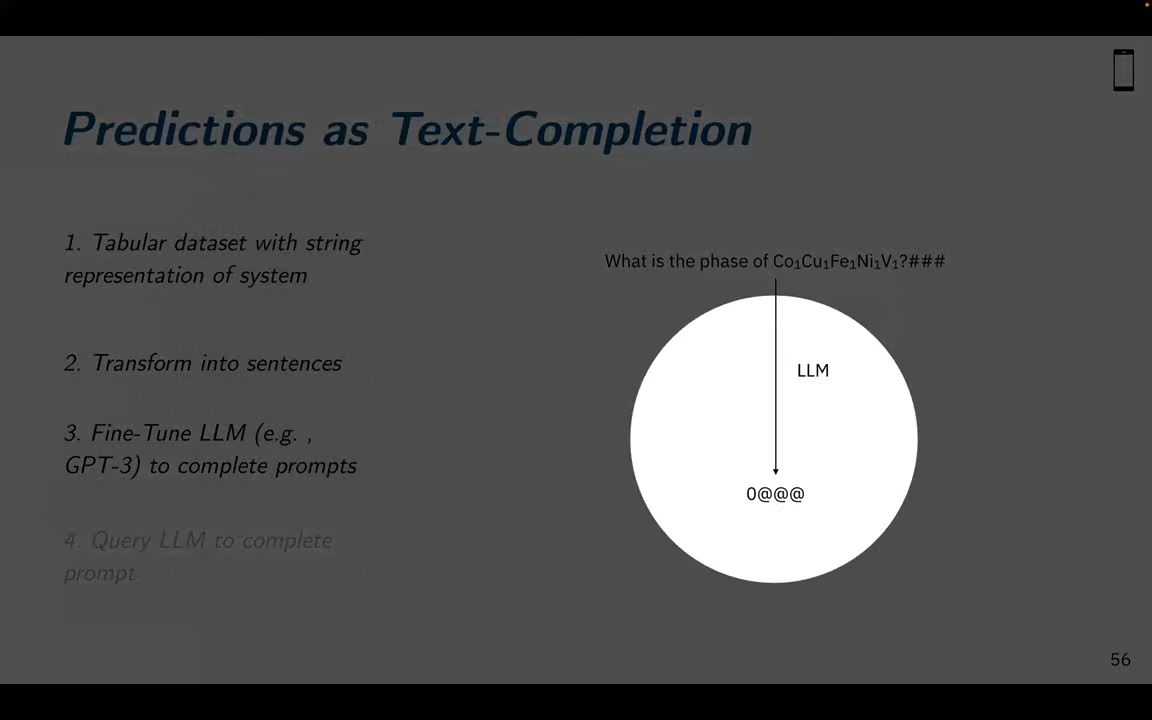 Predictions as Text-Completion
1. Tabular dataset with string
representation of system
2. Transform into sentences
3. Fine-Tune LLM (e.g. ,
GPT-3) to complete prompts
4. Query LLM to complete
prompt
What is the phase of Co₁Cu₁Fe₁Ni₁V₁?###
LLM
0@@@
56